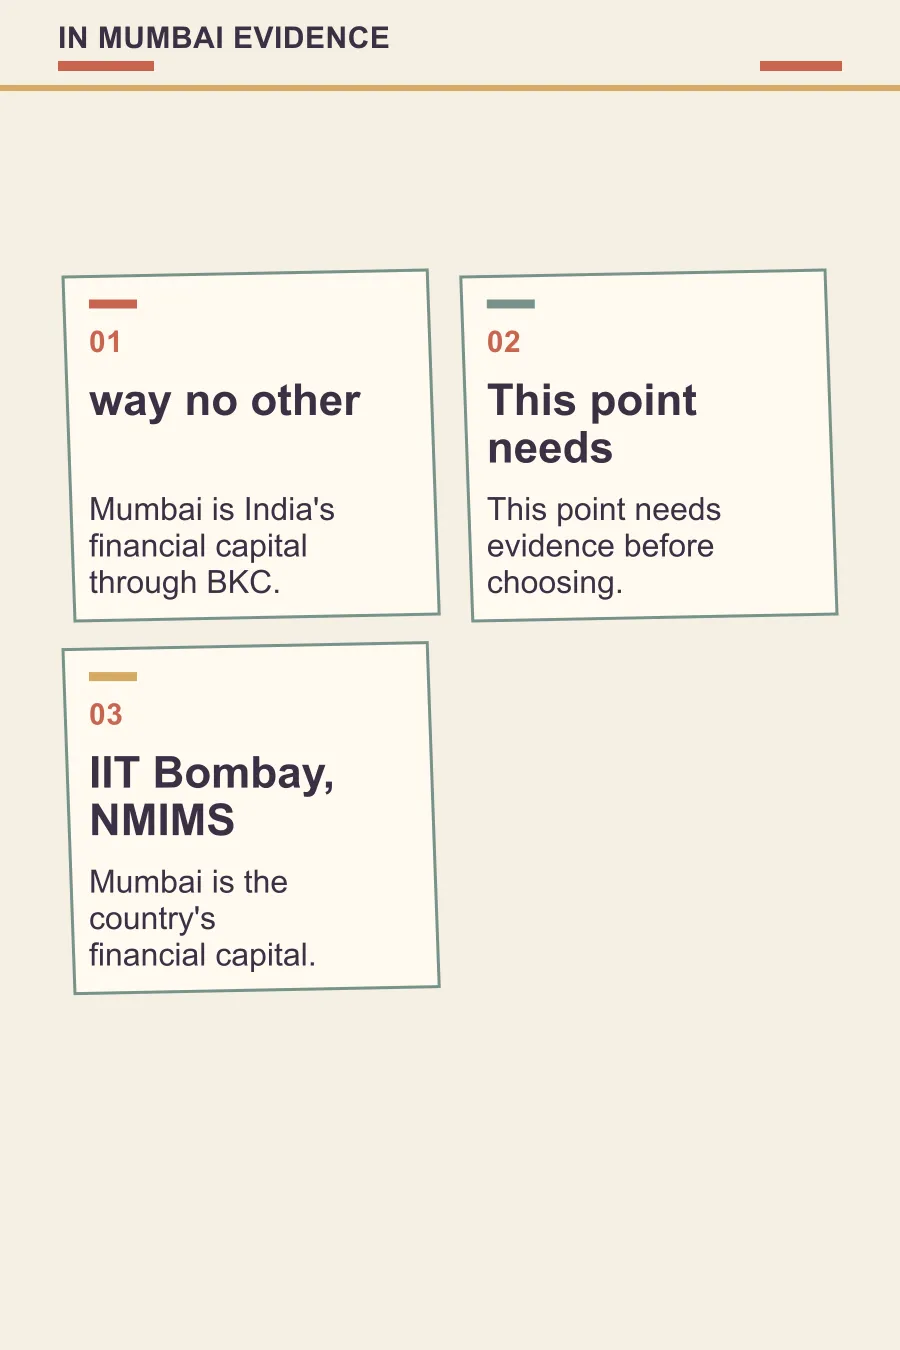 IN MUMBAI EVIDENCE
01
way no other
Mumbai is India's
financial capital
through BKC.
02
This point
needs
This point needs
evidence before
choosing.
03
IIT Bombay,
NMIMS
Mumbai is the
country's
financial capital.